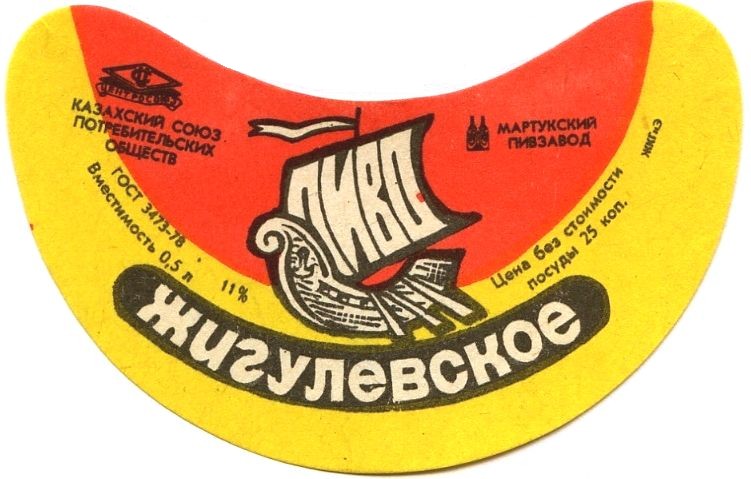 ЦЕНТРОСОЮЗ
КАЗАХСКИЙ СОЮЗ
ПОТРЕБИТЕЛЬСКИХ
ОБЩЕСТВ
ГОСТ 3473-78
Вместимость 0,5 л
11%
ПИВО
МАРТУКСКИЙ
ПИВЗАВОД
Цена без стоимости
посуды 25 коп.
ЖИГУЛЕВСКОЕ